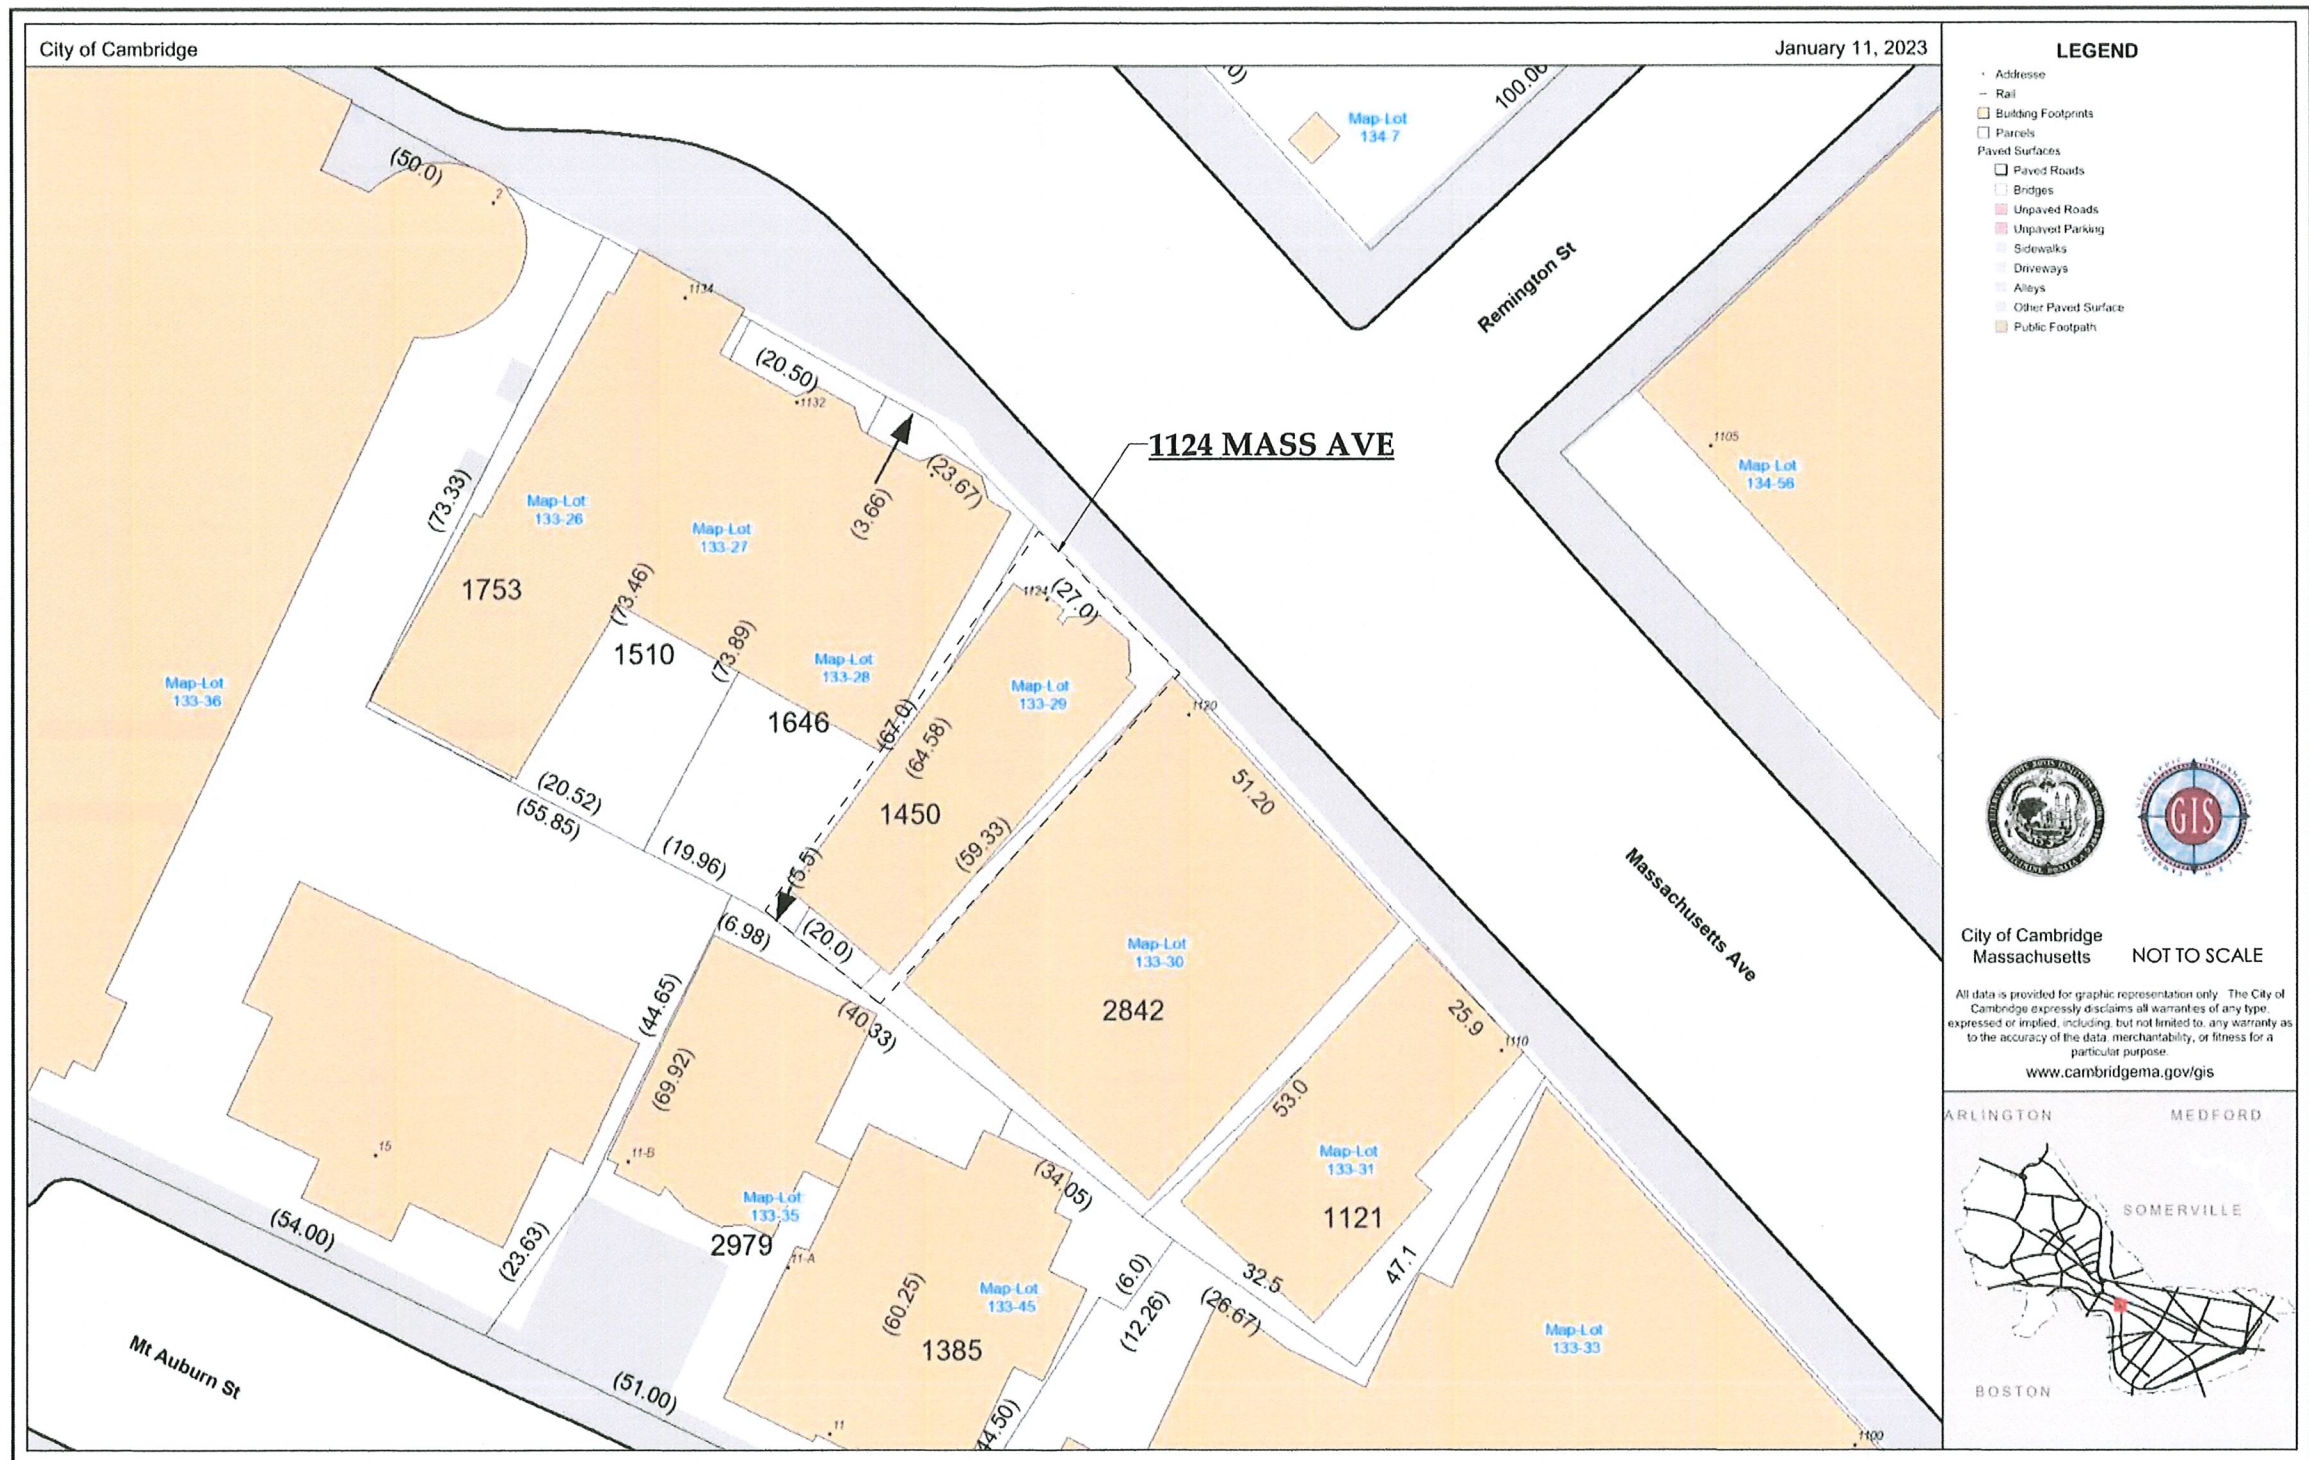 City of Cambridge
January 11, 2023
LEGEND
Addresse
Rail
Building Footprints
Parcels
Paved Surfaces
Paved Roads
Bridges
Unpaved Roads
Unpaved Parking
Sidewalks
Driveways
Alleys
Other Paved Surface
Public Footpath
100.00
Map-Lot
134-7
(50.0)
2
Remington St
1134
(20.50)
1132
1124 MASS AVE
1105
Map-Lot
134-56
(23.67)
(3.66)
(73.33)
Map-Lot
133-26
Map-Lot
133-27
1753
(73.46)
1124
(27.0)
1510
(73.89)
Map-Lot
133-28
Map-Lot
133-36
Map-Lot
133-29
1646
(67.0)
(64.58)
1120
(20.52)
(55.85)
1450
51.20
(59.33)
(19.96)
(5.5)
Massachusetts Ave
(6.98)
(20.0)
Map-Lot
133-30
2842
(44.65)
(40.33)
25.9
1110
(69.92)
53.0
15
11-B
Map-Lot
133-31
1121
Map-Lot
133-35
2979
(34.05)
(54.00)
(23.63)
11-A
(60.25)
Map-Lot
133-45
1385
(6.0)
(12.26)
32.5
(26.67)
47.1
Map-Lot
133-33
Mt Auburn St
(51.00)
11
44.50)
1100
GIS
City of Cambridge
Massachusetts
NOT TO SCALE
All data is provided for graphic representation only. The City of
Cambridge expressly disclaims all warranties of any type,
expressed or implied, including, but not limited to, any warranty as
to the accuracy of the data, merchantability, or fitness for a
particular purpose.
www.cambridgema.gov/gis
ARLINGTON
MEDFORD
SOMERVILLE
BOSTON